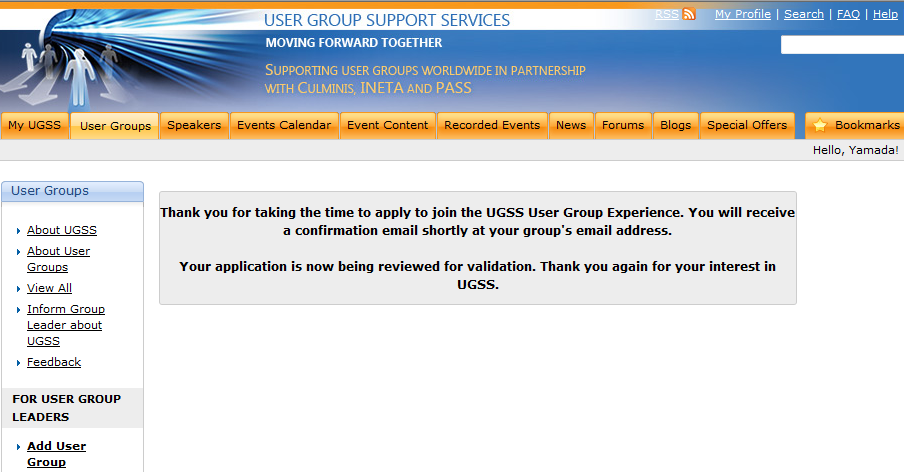 USER GROUP SUPPORT SERVICES
RSS My Profile | Search | FAQ | Help
MOVING FORWARD TOGETHER
SUPPORTING USER GROUPS WORLDWIDE IN PARTNERSHIP
WITH CULMINIS, INETA AND PASS
My UGSS User Groups Speakers Events Calendar Event Content Recorded Events News Forums Blogs Special Offers Bookmarks
Hello, Yamada!
User Groups
About UGSS
About User
Groups
View All
Inform Group
Leader about
UGSS
Feedback
FOR USER GROUP
LEADERS
Add User
Group
Thank you for taking the time to apply to join the UGSS User Group Experience. You will receive
a confirmation email shortly at your group's email address.
Your application is now being reviewed for validation. Thank you again for your interest in
UGSS.